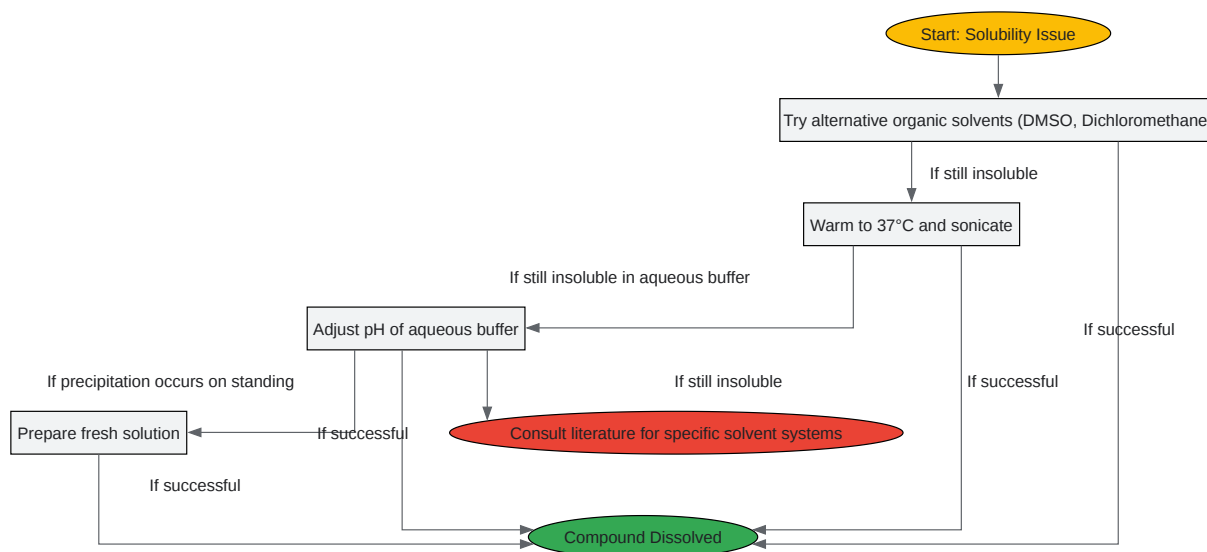 Start: Solubility Issue
Try alternative organic solvents (DMSO, Dichloromethane
If still insoluble
Warm to 37°C and sonicate
If still insoluble in aqueous buffer
Adjust pH of aqueous buffer
If successful
If precipitation occurs on standing
If still insoluble
If successful
Prepare fresh solution
If successful
Consult literature for specific solvent systems
If successful
Compound Dissolved